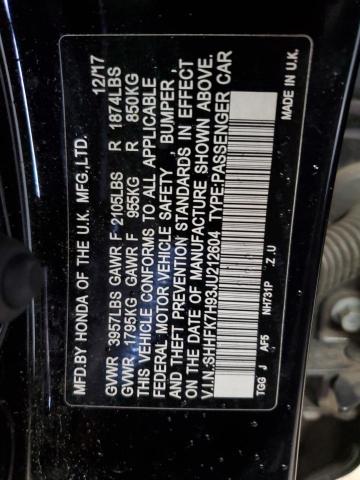 MFD.BY HONDA OF THE U.K. MFG.,LTD. 12/17
GVWR 3957LBS GAWR F 2105LBS R 1874LBS
GVWR 1795KG GAWR F 955KG R 850KG
THIS VEHICLE CONFORMS TO ALL APPLICABLE
FEDERAL MOTOR VEHICLE SAFETY, BUMPER,
AND THEFT PREVENTION STANDARDS IN EFFECT
ON THE DATE OF MANUFACTURE SHOWN ABOVE.
V.I.N.:SHHFK7H93JU212604 TYPE:PASSENGER CAR
NH731P Z.U MADE IN U.K.
TGG J AF5